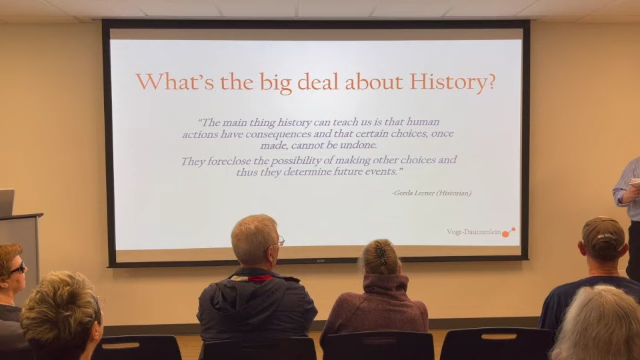 What's the big deal about History?
"The main thing history can teach us is that human
actions have consequences and that certain choices, once
made, cannot be undone.
They foreclose the possibility of making other choices and
thus they determine future events."
-Gerda Lerner (Historian)